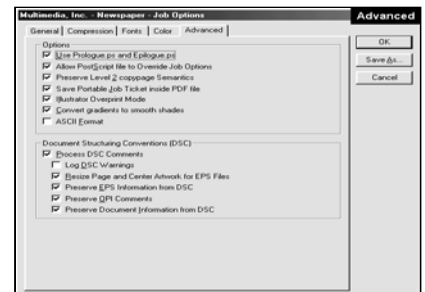 Multimedia, Inc. - Newspaper - Job Options
Advanced
General
Compression
Fonts
Color
Advanced
OK
Save As...
Cancel
Options
Use Prologue.ps and Epilogue.ps
Allow PostScript file to Override Job Options
Preserve Level 2 copypage Semantics
Save Portable Job Ticket inside PDF file
Illustrator Overprint Mode
Convert gradients to smooth shades
ASCII Format
Document Structuring Conventions (DSC)
Process DSC Comments
Log DSC Warnings
Resize Page and Center Artwork for EPS Files
Preserve EPS Information from DSC
Preserve OPI Comments
Preserve Document Information from DSC